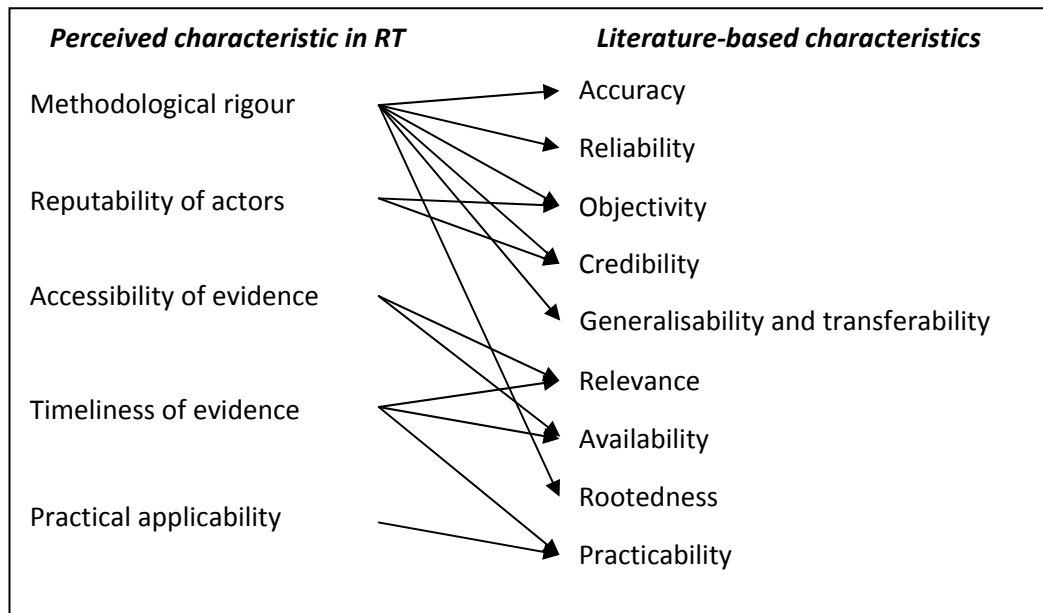 Perceived characteristic in RT
Literature-based characteristics
Methodological rigour
Reputability of actors
Accessibility of evidence
Timeliness of evidence
Practical applicability
Accuracy
Reliability
Objectivity
Credibility
Generalisability and transferability
Relevance
Availability
Rootedness
Practicability